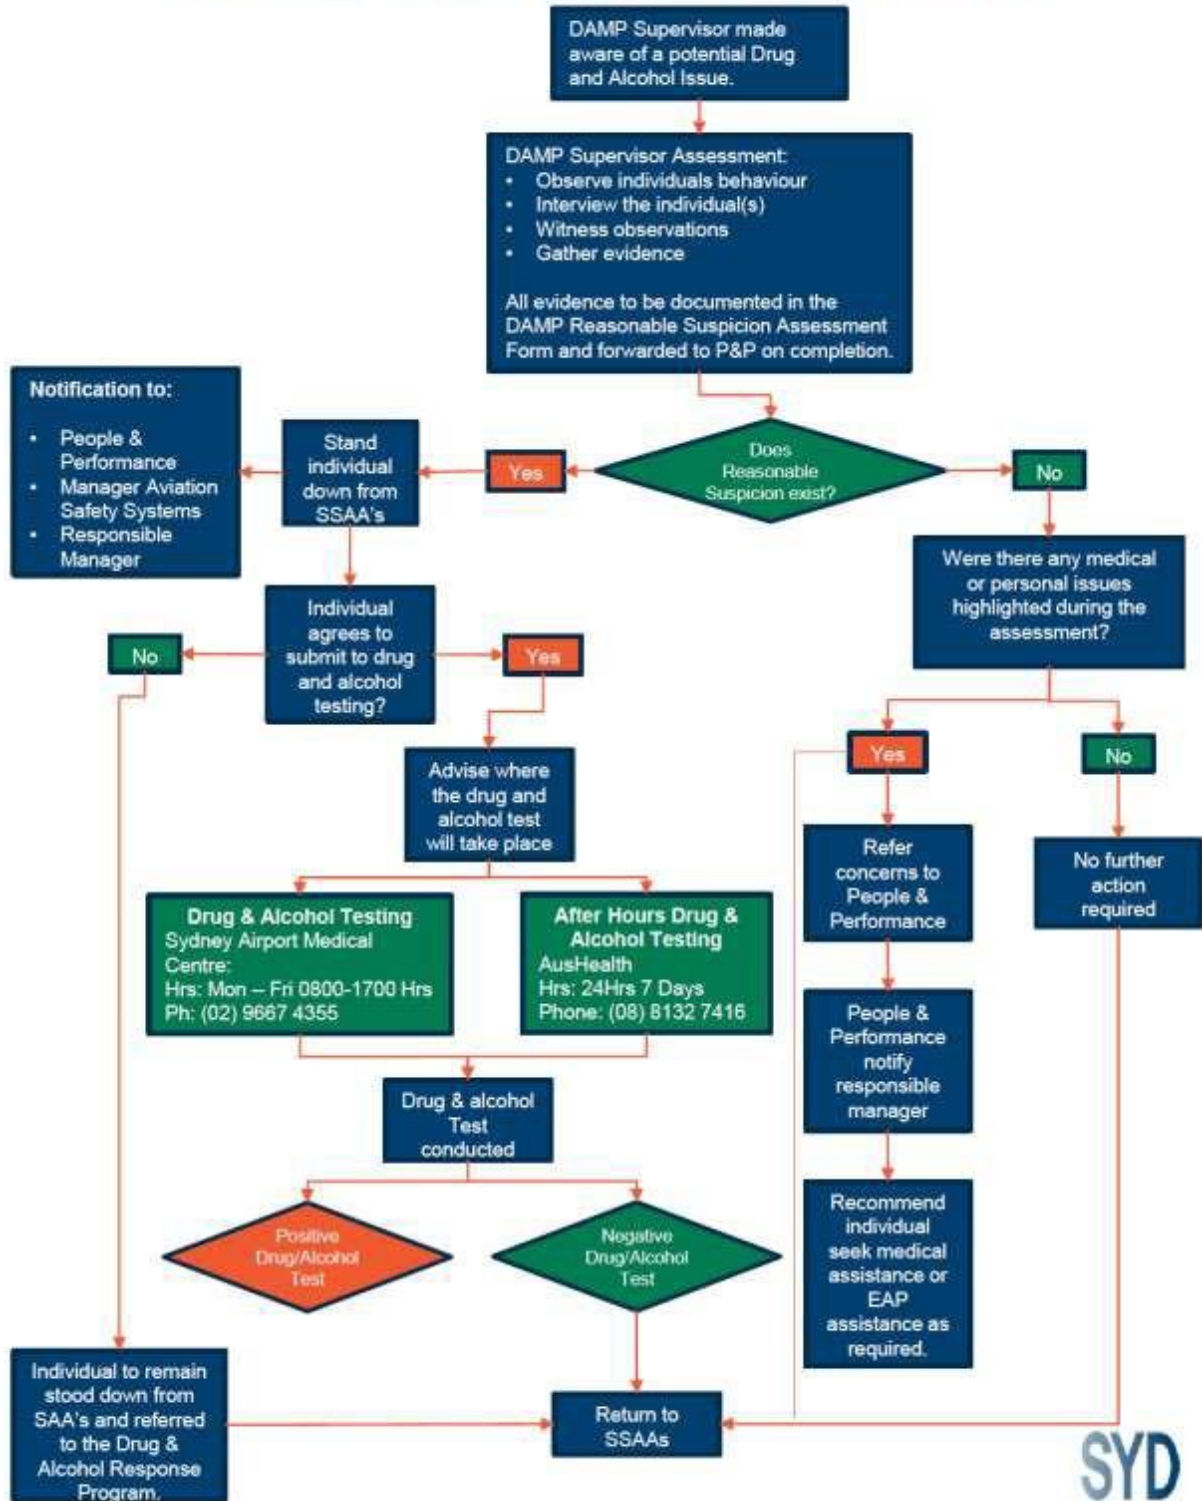 DAMP Supervisor made
aware of a potential Drug
and Alcohol Issue.
DAMP Supervisor Assessment:
• Observe individuals behaviour
• Interview the individual(s)
• Witness observations
• Gather evidence
All evidence to be documented in the
DAMP Reasonable Suspicion Assessment
Form and forwarded to P&P on completion.
Notification to:
• People &
Performance
• Manager Aviation
Safety Systems
• Responsible
Manager
Stand
individual
down from
SSAA's
Yes
Does
Reasonable
Suspicion exist?
No
Were there any medical
or personal issues
highlighted during the
assessment?
No
Individual
agrees to
submit to drug
and alcohol
testing?
Yes
Yes
No
Advise where
the drug and
alcohol test
will take place
Refer
concerns to
People &
Performance
No further
action
required
Drug & Alcohol Testing
Sydney Airport Medical
Centre:
Hrs: Mon – Fri 0800-1700 Hrs
Ph: (02) 9667 4355
After Hours Drug &
Alcohol Testing
AusHealth
Hrs: 24Hrs 7 Days
Phone: (08) 8132 7416
People &
Performance
notify
responsible
manager
Drug & alcohol
Test
conducted
Positive
Drug/Alcohol
Test
Negative
Drug/Alcohol
Test
Recommend
individual
seek medical
assistance or
EAP
assistance as
required.
Individual to remain
stood down from
SAA's and referred
to the Drug &
Alcohol Response
Program.
Return to
SSAAs
SYD